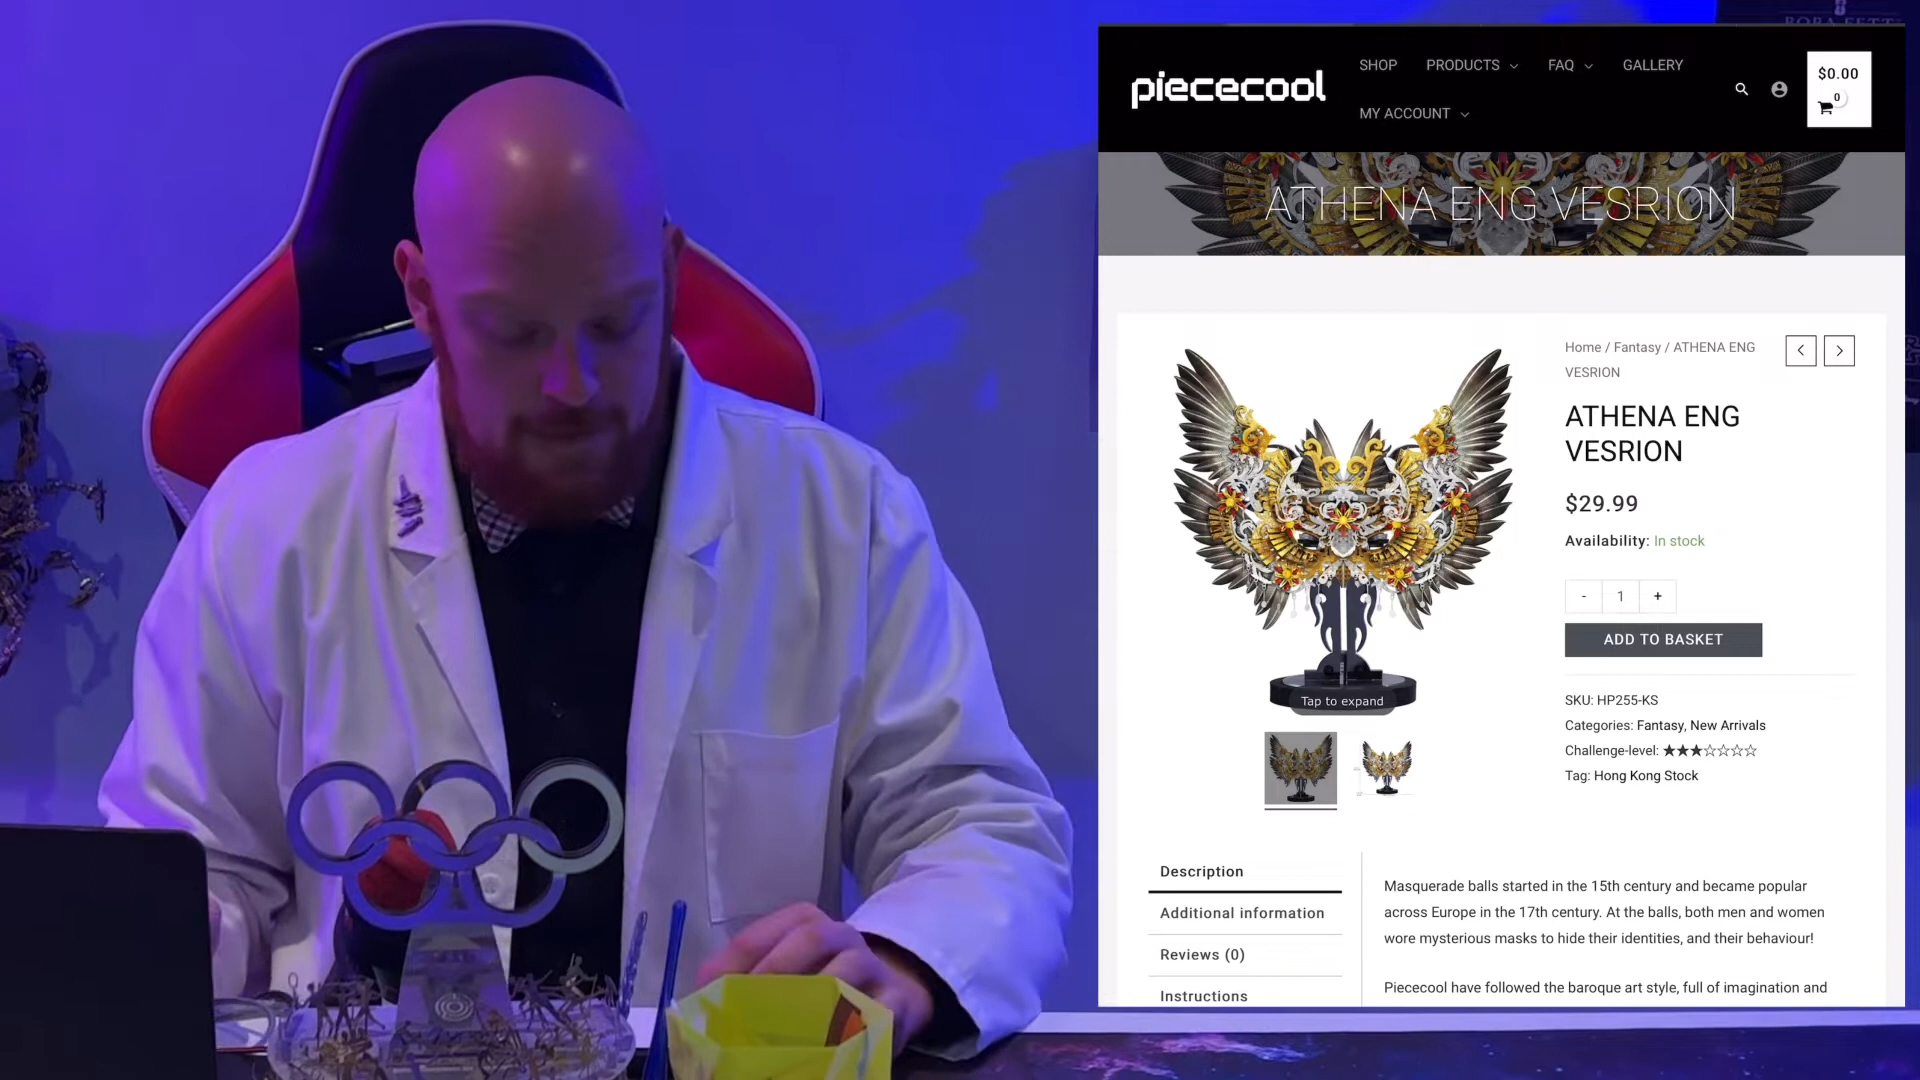 BOBA FETT
piececool
SHOP PRODUCTS FAQ GALLERY
MY ACCOUNT
$0.00
0
ATHENA ENG VESRION
Home / Fantasy / ATHENA ENG
VESRION
ATHENA ENG
VESRION
$29.99
Availability: In stock
- 1 +
ADD TO BASKET
SKU: HP255-KS
Categories: Fantasy, New Arrivals
Challenge-level: ★★★☆☆☆☆
Tag: Hong Kong Stock
Tap to expand
Description
Additional information
Reviews (0)
Instructions
Masquerade balls started in the 15th century and became popular
across Europe in the 17th century. At the balls, both men and women
wore mysterious masks to hide their identities, and their behaviour!
Piececool have followed the baroque art style, full of imagination and